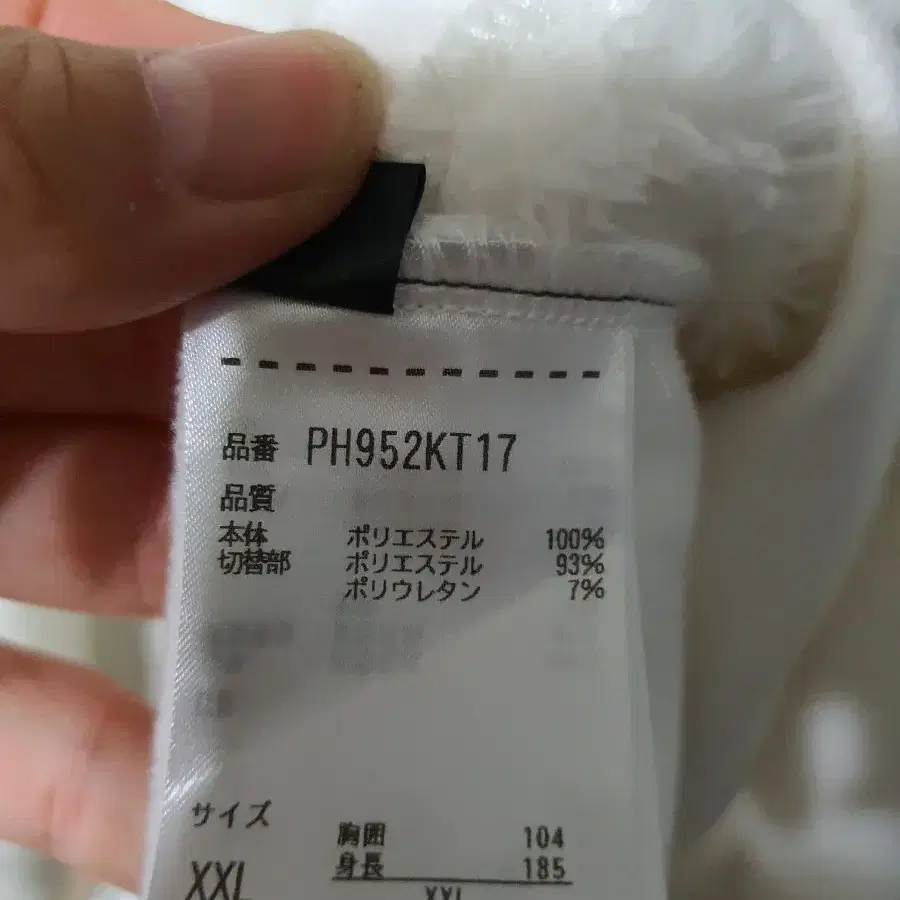 品番 PH952KT17
品質
本体 ポリエステル 100%
切替部 ポリエステル 93%
ポリウレタン 7%
サイズ
胸囲 104
身長 185
XXL
XXL